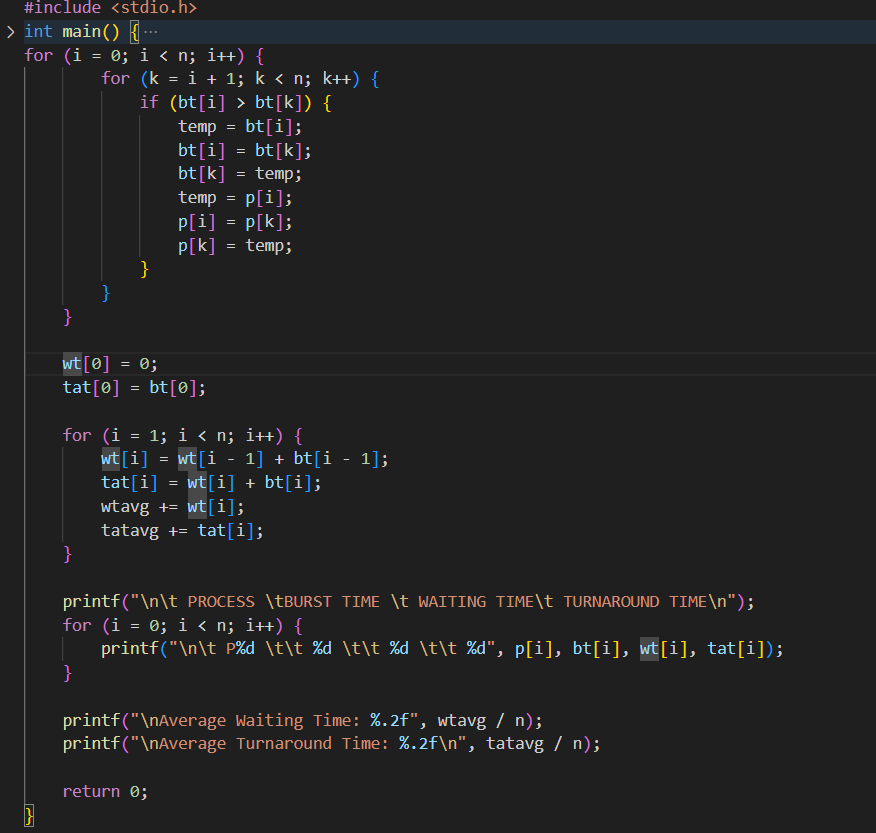 #include <stdio.h>
int main() {...
for (i = 0; i < n; i++) {
        for (k = i + 1; k < n; k++) {
            if (bt[i] > bt[k]) {
                temp = bt[i];
                bt[i] = bt[k];
                bt[k] = temp;
                temp = p[i];
                p[i] = p[k];
                p[k] = temp;
            }
        }
    }

    wt[0] = 0;
    tat[0] = bt[0];

    for (i = 1; i < n; i++) {
        wt[i] = wt[i - 1] + bt[i - 1];
        tat[i] = wt[i] + bt[i];
        wtavg += wt[i];
        tatavg += tat[i];
    }

    printf("\n\t PROCESS \tBURST TIME \t WAITING TIME\t TURNAROUND TIME\n");
    for (i = 0; i < n; i++) {
        printf("\n\t P%d \t\t %d \t\t %d \t\t %d", p[i], bt[i], wt[i], tat[i]);
    }

    printf("\nAverage Waiting Time: %.2f", wtavg / n);
    printf("\nAverage Turnaround Time: %.2f\n", tatavg / n);

    return 0;
}